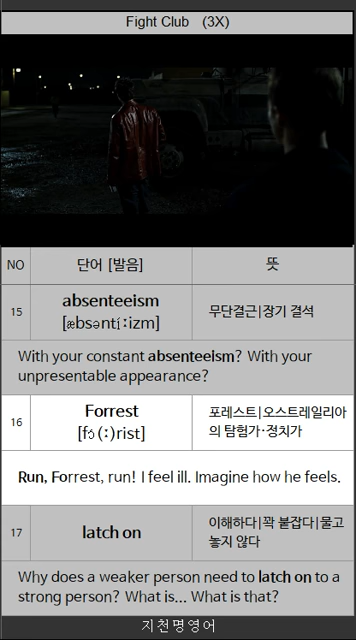 Fight Club (3X)
NO 단어 [발음] 뜻
15 absenteeism 무단결근|장기 결석
[æbsəntíːizm]
With your constant absenteeism? With your
unpresentable appearance?
16 Forrest 포레스트|오스트레일리아
[fɔ́(ː)rist] 의 탐험가·정치가
Run, Forrest, run! I feel ill. Imagine how he feels.
17 latch on 이해하다|꽉 붙잡다|물고
놓지 않다
Why does a weaker person need to latch on to a
strong person? What is... What is that?
지천명영어